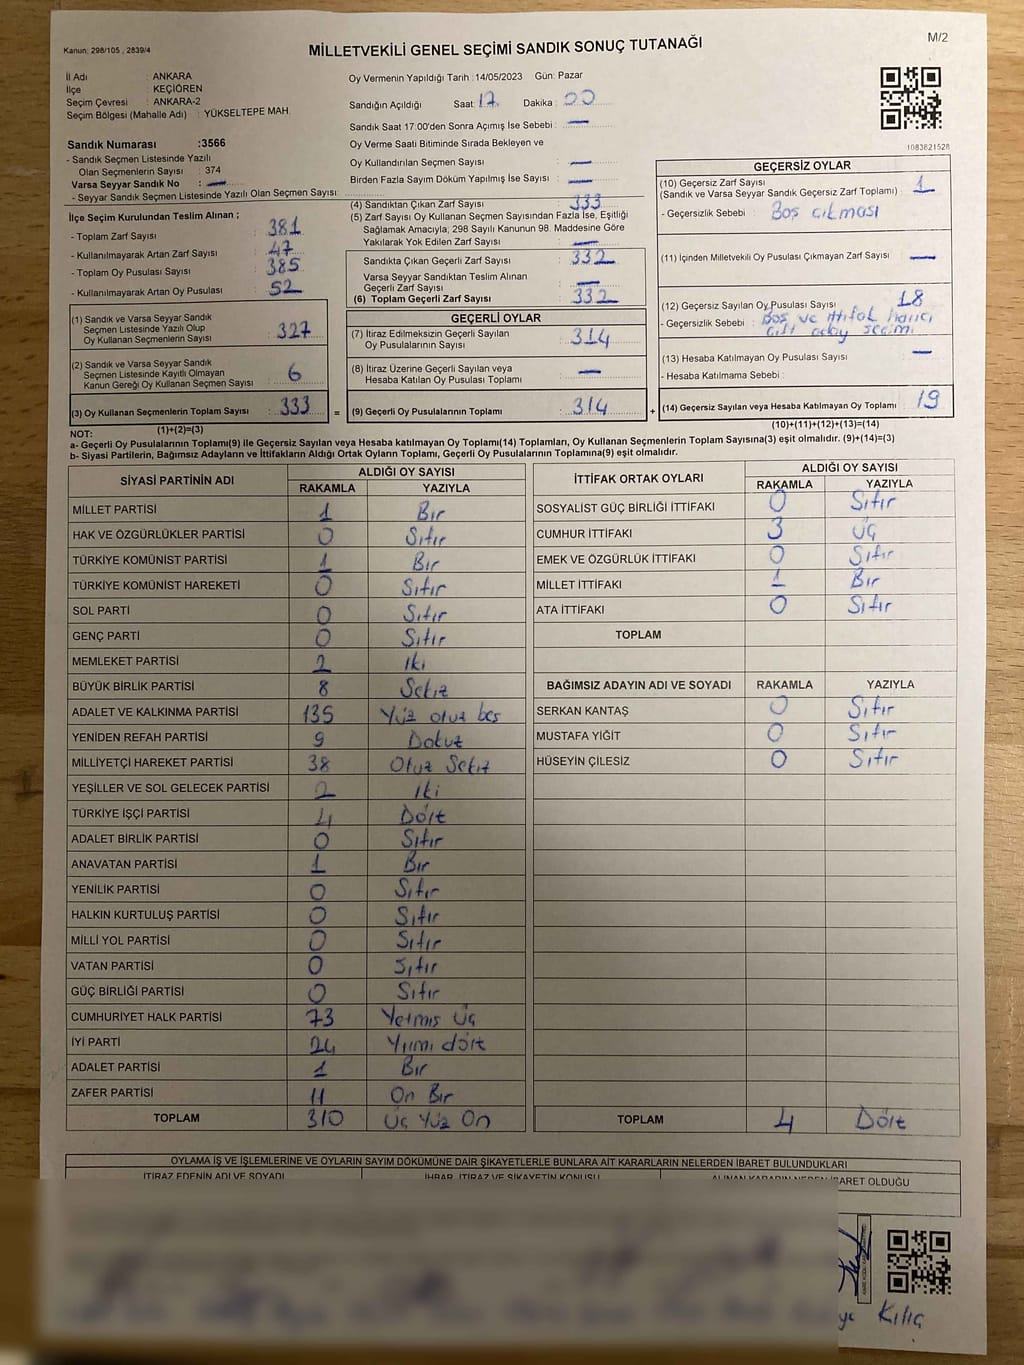 Kanun: 298/105 , 2839/4
MİLLETVEKİLİ GENEL SEÇİMİ SANDIK SONUÇ TUTANAĞI
M/2
İl Adı : ANKARA
İlçe : KEÇİÖREN
Seçim Çevresi : ANKARA-2
Seçim Bölgesi (Mahalle Adı) : YÜKSELTEPE MAH.
Sandık Numarası :3566
- Sandık Seçmen Listesinde Yazılı
Olan Seçmenlerin Sayısı : 374
Varsa Seyyar Sandık No : —
- Seyyar Sandık Seçmen Listesinde Yazılı Olan Seçmen Sayısı:
Oy Vermenin Yapıldığı Tarih :14/05/2023 Gün: Pazar
Sandığın Açıldığı Saat: 17 Dakika : 00
Sandık Saat 17:00'den Sonra Açımış İse Sebebi : —
Oy Verme Saati Bitiminde Sırada Bekleyen ve
Oy Kullandırılan Seçmen Sayısı : —
Birden Fazla Sayım Döküm Yapılmış İse Sayısı : —
1083821528
İlçe Seçim Kurulundan Teslim Alınan ;
- Toplam Zarf Sayısı : 381
- Kullanılmayarak Artan Zarf Sayısı : 47
- Toplam Oy Pusulası Sayısı : 385
- Kullanılmayarak Artan Oy Pusulası : 52
(1) Sandık ve Varsa Seyyar Sandık
Seçmen Listesinde Yazılı Olup
Oy Kullanan Seçmenlerin Sayısı : 327
(2) Sandık ve Varsa Seyyar Sandık
Seçmen Listesinde Kayıtlı Olmayan
Kanun Gereği Oy Kullanan Seçmen Sayısı : 6
(3) Oy Kullanan Seçmenlerin Toplam Sayısı : 333 =
(1)+(2)=(3)
(4) Sandıktan Çıkan Zarf Sayısı : 333
(5) Zarf Sayısı Oy Kullanan Seçmen Sayısından Fazla İse, Eşitliği
Sağlamak Amacıyla, 298 Sayılı Kanunun 98. Maddesine Göre
Yakılarak Yok Edilen Zarf Sayısı : —
Sandıkta Çıkan Geçerli Zarf Sayısı : 332
Varsa Seyyar Sandıktan Teslim Alınan
Geçerli Zarf Sayısı : —
(6) Toplam Geçerli Zarf Sayısı : 332
GEÇERLİ OYLAR
(7) İtiraz Edilmeksizin Geçerli Sayılan
Oy Pusulalarının Sayısı : 314
(8) İtiraz Üzerine Geçerli Sayılan veya
Hesaba Katılan Oy Pusulası Toplamı : —
(9) Geçerli Oy Pusulalarının Toplamı : 314 +
GEÇERSİZ OYLAR
(10) Geçersiz Zarf Sayısı
(Sandık ve Varsa Seyyar Sandık Geçersiz Zarf Toplamı) : 1
- Geçersizlik Sebebi : Boş çıkması
(11) İçinden Milletvekili Oy Pusulası Çıkmayan Zarf Sayısı : —
(12) Geçersiz Sayılan Oy Pusulası Sayısı : 18
- Geçersizlik Sebebi : Boş ve ittifak harici
çift aday seçimi
(13) Hesaba Katılmayan Oy Pusulası Sayısı : —
- Hesaba Katılmama Sebebi :
(14) Geçersiz Sayılan veya Hesaba Katılmayan Oy Toplamı : 19
(10)+(11)+(12)+(13)=(14)
NOT:
a- Geçerli Oy Pusulalarının Toplamı(9) ile Geçersiz Sayılan veya Hesaba katılmayan Oy Toplamı(14) Toplamları, Oy Kullanan Seçmenlerin Toplam Sayısına(3) eşit olmalıdır. (9)+(14)=(3)
b- Siyasi Partilerin, Bağımsız Adayların ve İttifakların Aldığı Ortak Oyların Toplamı, Geçerli Oy Pusulalarının Toplamına(9) eşit olmalıdır.
SİYASİ PARTİNİN ADI ALDIĞI OY SAYISI
RAKAMLA YAZIYLA
MİLLET PARTİSİ 1 Bir
HAK VE ÖZGÜRLÜKLER PARTİSİ 0 Sıfır
TÜRKİYE KOMÜNİST PARTİSİ 1 Bir
TÜRKİYE KOMÜNİST HAREKETİ 0 Sıfır
SOL PARTİ 0 Sıfır
GENÇ PARTİ 0 Sıfır
MEMLEKET PARTİSİ 2 İki
BÜYÜK BİRLİK PARTİSİ 8 Sekiz
ADALET VE KALKINMA PARTİSİ 135 Yüz otuz beş
YENİDEN REFAH PARTİSİ 9 Dokuz
MİLLİYETÇİ HAREKET PARTİSİ 38 Otuz Sekiz
YEŞİLLER VE SOL GELECEK PARTİSİ 2 İki
TÜRKİYE İŞÇİ PARTİSİ 4 Dört
ADALET BİRLİK PARTİSİ 0 Sıfır
ANAVATAN PARTİSİ 1 Bir
YENİLİK PARTİSİ 0 Sıfır
HALKIN KURTULUŞ PARTİSİ 0 Sıfır
MİLLİ YOL PARTİSİ 0 Sıfır
VATAN PARTİSİ 0 Sıfır
GÜÇ BİRLİĞİ PARTİSİ 0 Sıfır
CUMHURİYET HALK PARTİSİ 73 Yetmiş Üç
İYİ PARTİ 24 Yirmi dört
ADALET PARTİSİ 1 Bir
ZAFER PARTİSİ 11 On Bir
TOPLAM 310 Üç Yüz On
İTTİFAK ORTAK OYLARI ALDIĞI OY SAYISI
RAKAMLA YAZIYLA
SOSYALİST GÜÇ BİRLİĞİ İTTİFAKI 0 Sıfır
CUMHUR İTTİFAKI 3 Üç
EMEK VE ÖZGÜRLÜK İTTİFAKI 0 Sıfır
MİLLET İTTİFAKI 1 Bir
ATA İTTİFAKI 0 Sıfır
TOPLAM
BAĞIMSIZ ADAYIN ADI VE SOYADI RAKAMLA YAZIYLA
SERKAN KANTAŞ 0 Sıfır
MUSTAFA YİĞİT 0 Sıfır
HÜSEYİN ÇİLESİZ 0 Sıfır
TOPLAM 4 Dört
OYLAMA İŞ VE İŞLEMLERİNE VE OYLARIN SAYIM DÖKÜMÜNE DAİR ŞİKAYETLERLE BUNLARA AİT KARARLARIN NELERDEN İBARET BULUNDUKLARI
İTİRAZ EDENİN ADI VE SOYADI İHBAR, İTİRAZ VE ŞİKAYETİN KONUSU ALINAN KARARIN NEDEN İBARET OLDUĞU
Kılıç